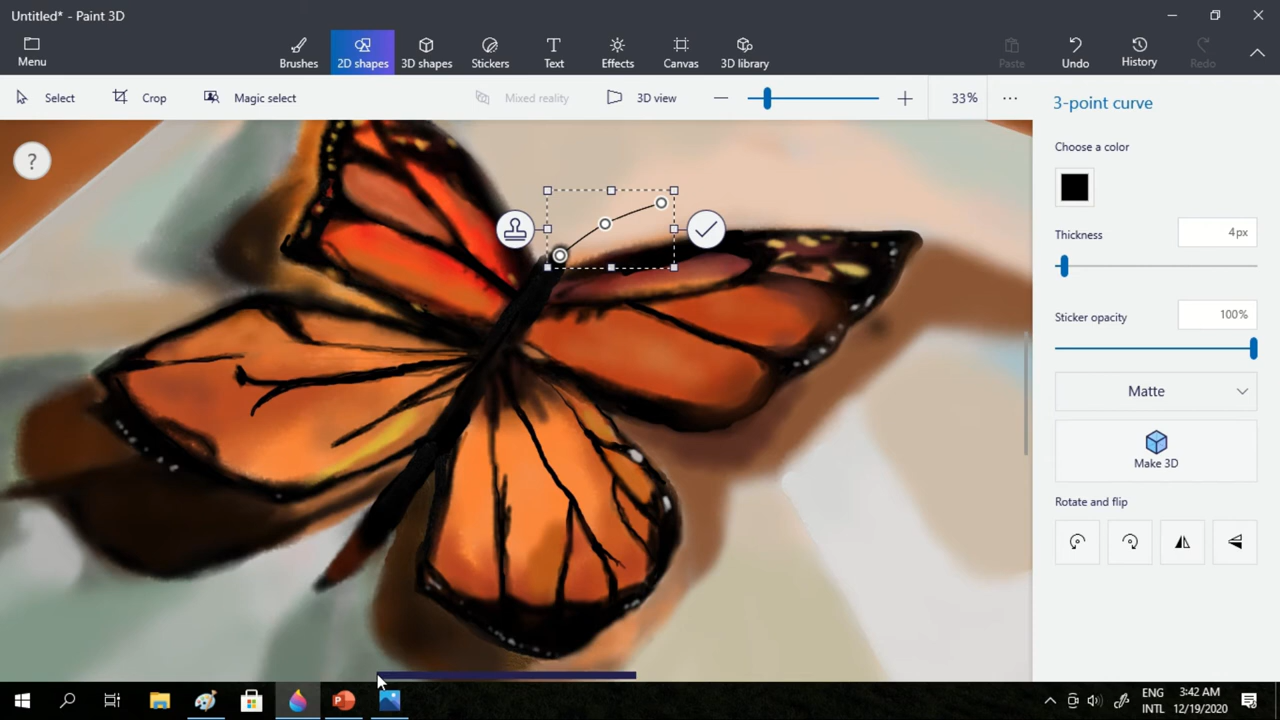 Untitled* - Paint 3D
Menu
Brushes
2D shapes
3D shapes
Stickers
Text
Effects
Canvas
3D library
Paste
Undo
History
Redo
Select
Crop
Magic select
Mixed reality
3D view
33%
3-point curve
Choose a color
Thickness
4px
Sticker opacity
100%
Matte
Make 3D
Rotate and flip
?
ENG
INTL
3:42 AM
12/19/2020